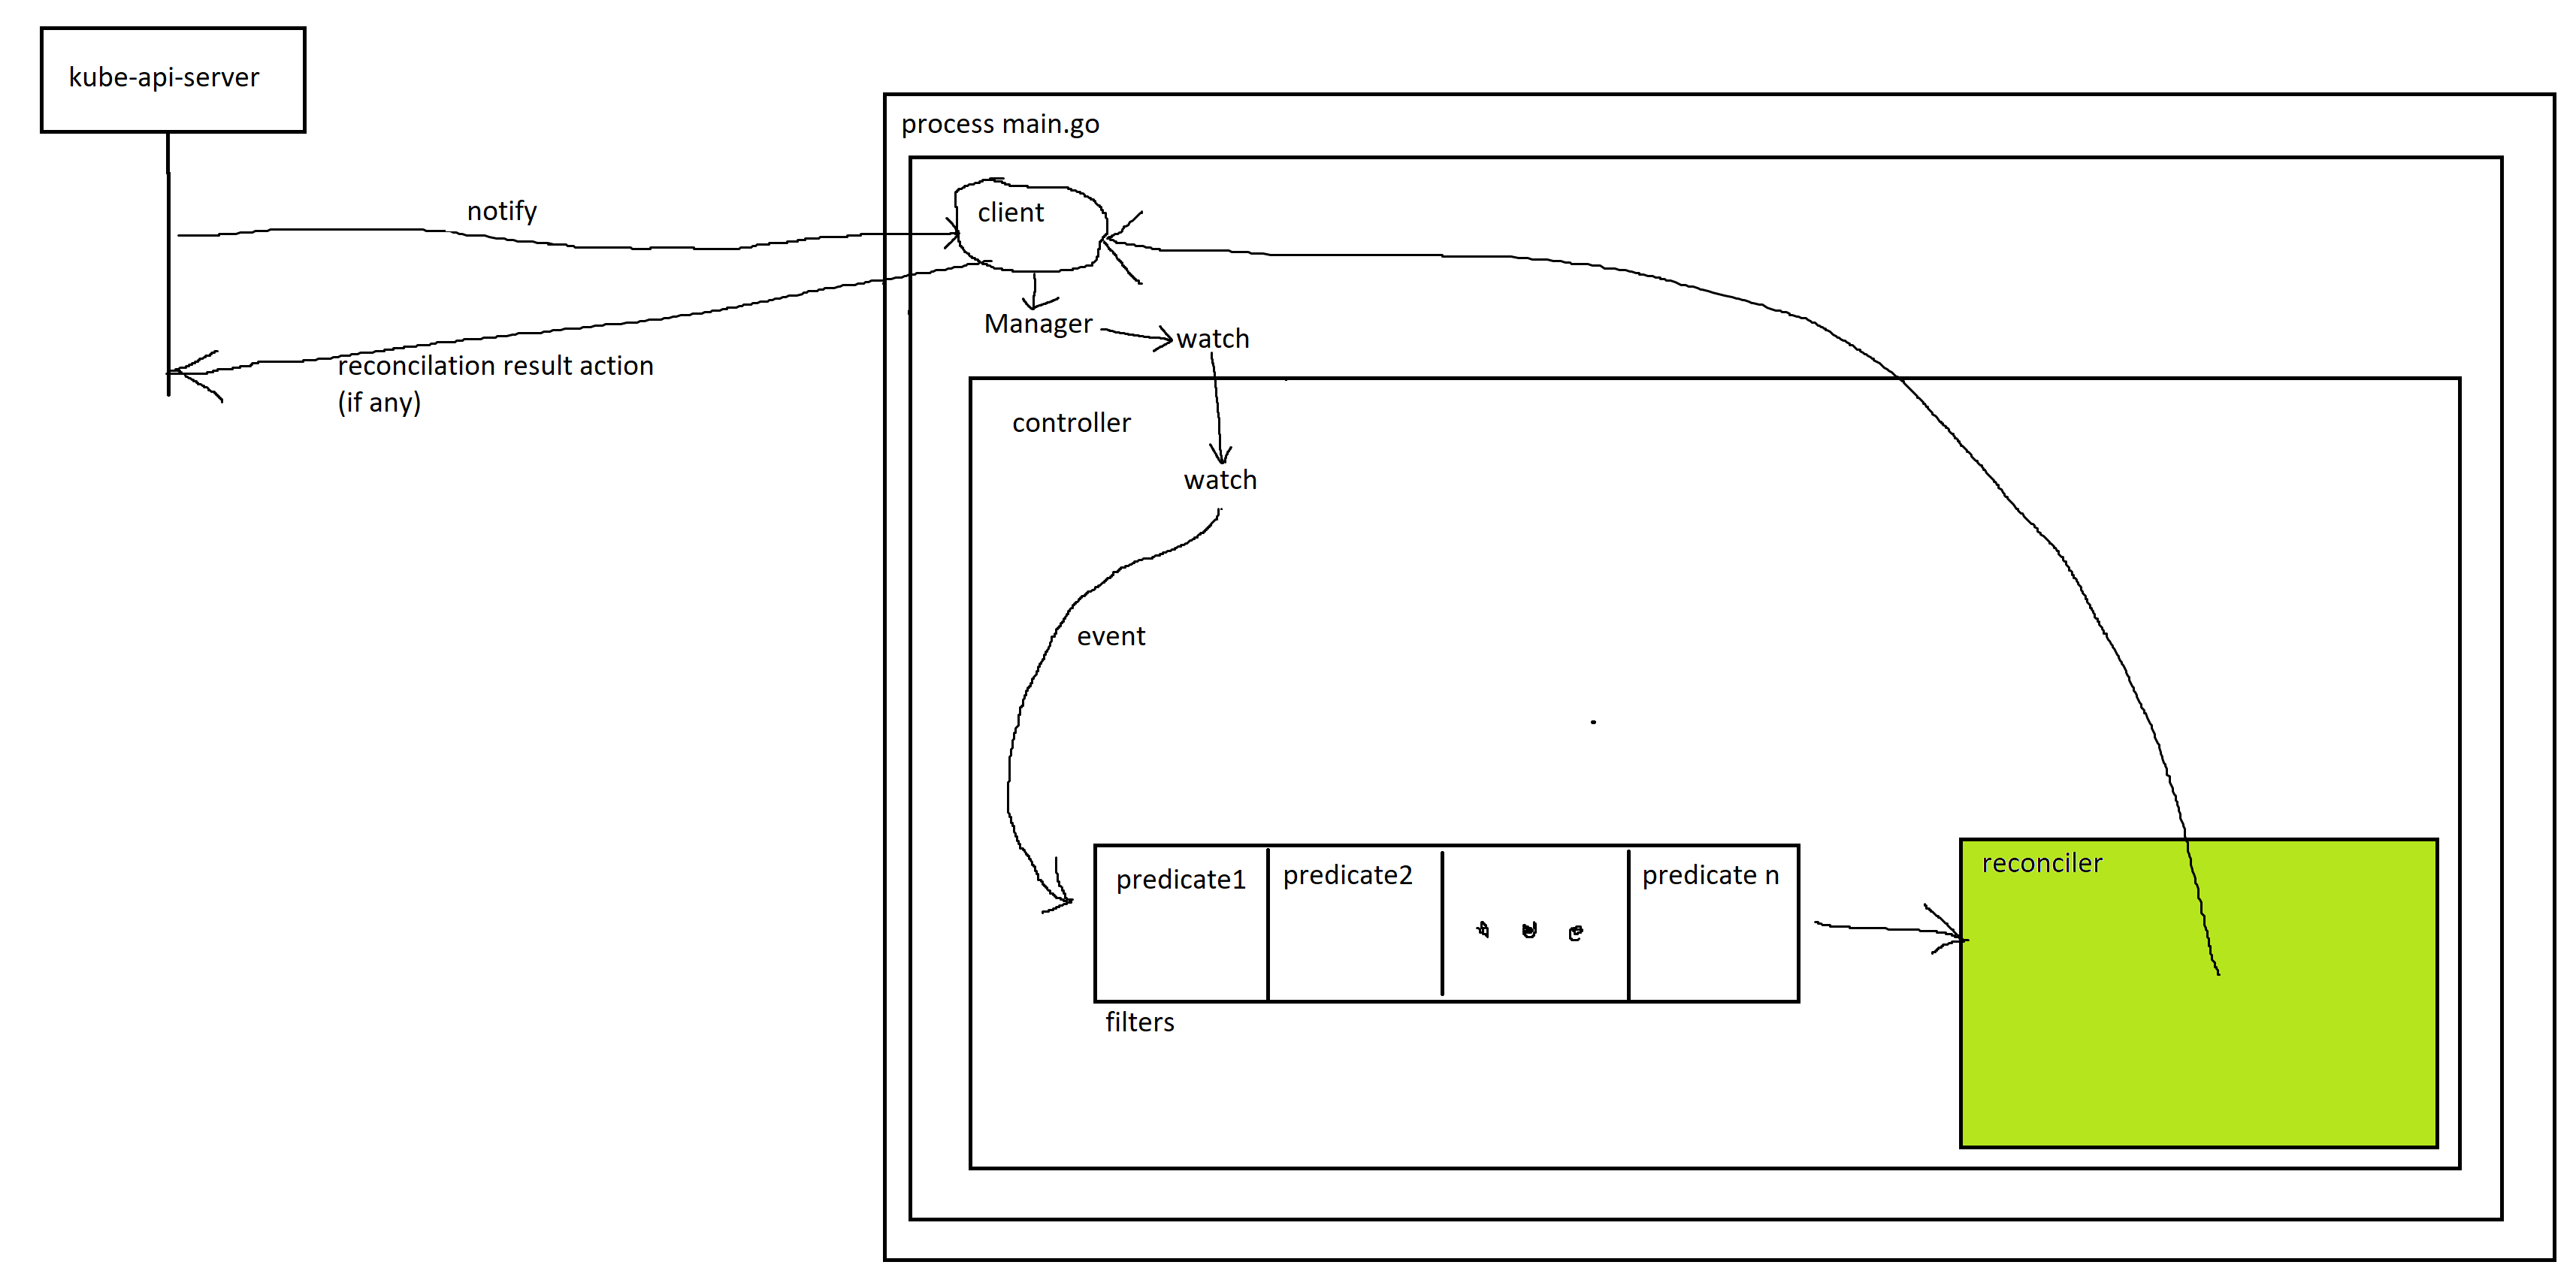 kube-api-server
process main.go
notify
client
Manager
watch
reconcilation result action
(if any)
controller
watch
event
predicate1
predicate2
predicate n
reconciler
filters